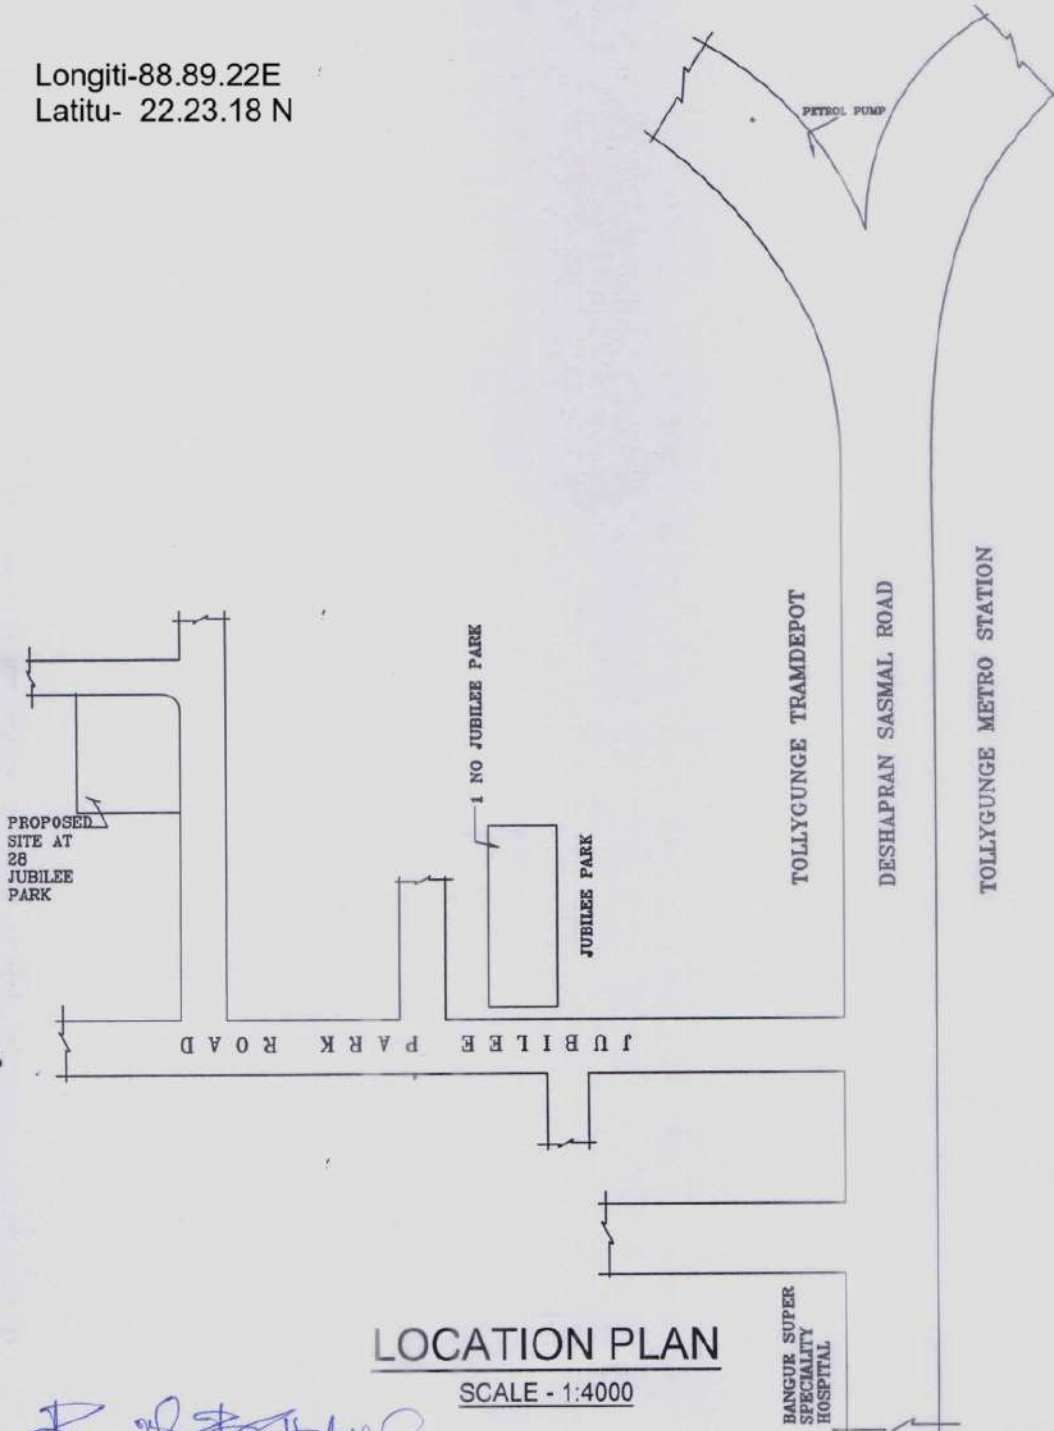 Longiti-88.89.22E
Latitu- 22.23.18 N
PETROL PUMP
TOLLYGUNGE TRAMDEPOT
DESHAPRAN SASMAL ROAD
TOLLYGUNGE METRO STATION
1 NO JUBILEE PARK
JUBILEE PARK
PROPOSED
SITE AT
28
JUBILEE
PARK
JUBILEE PARK ROAD
BANGUR SUPER
SPECIALITY
HOSPITAL
LOCATION PLAN
SCALE - 1:4000